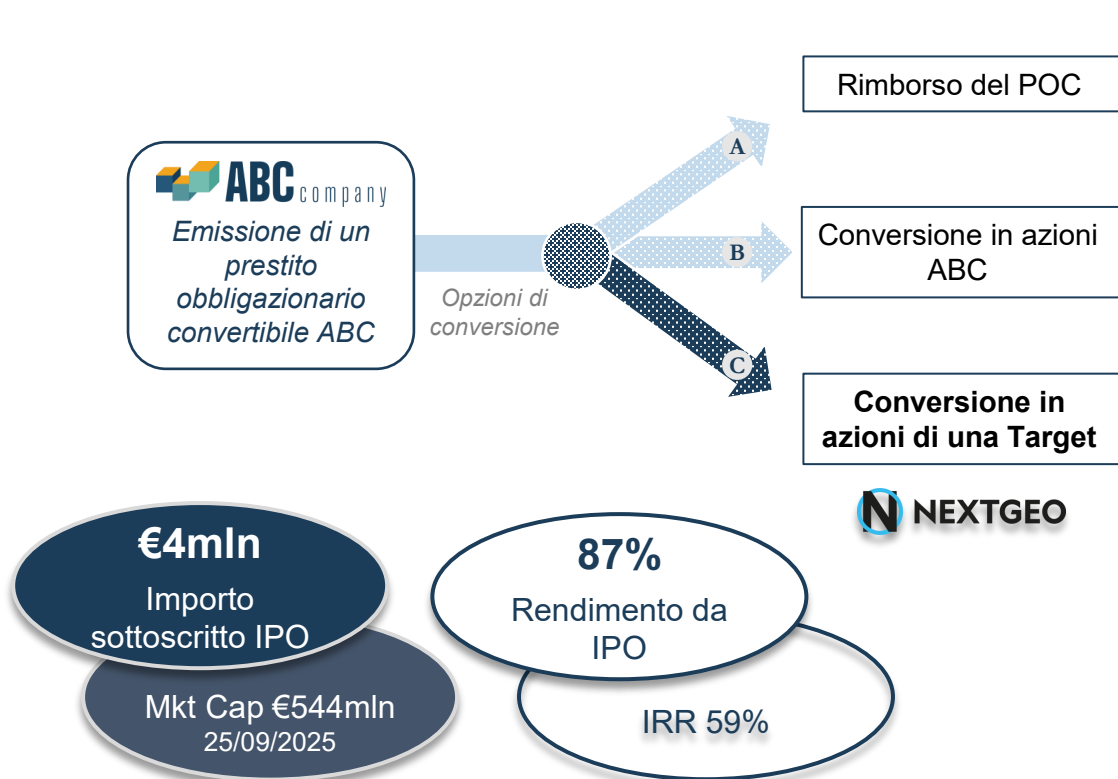 ABC company
Emissione di un
prestito
obbligazionario
convertibile ABC
Opzioni di
conversione
A
Rimborso del POC
B
Conversione in azioni
ABC
C
Conversione in
azioni di una Target
N NEXTGEO
€4mln
Importo
sottoscritto IPO
Mkt Cap €544mln
25/09/2025
87%
Rendimento da
IPO
IRR 59%